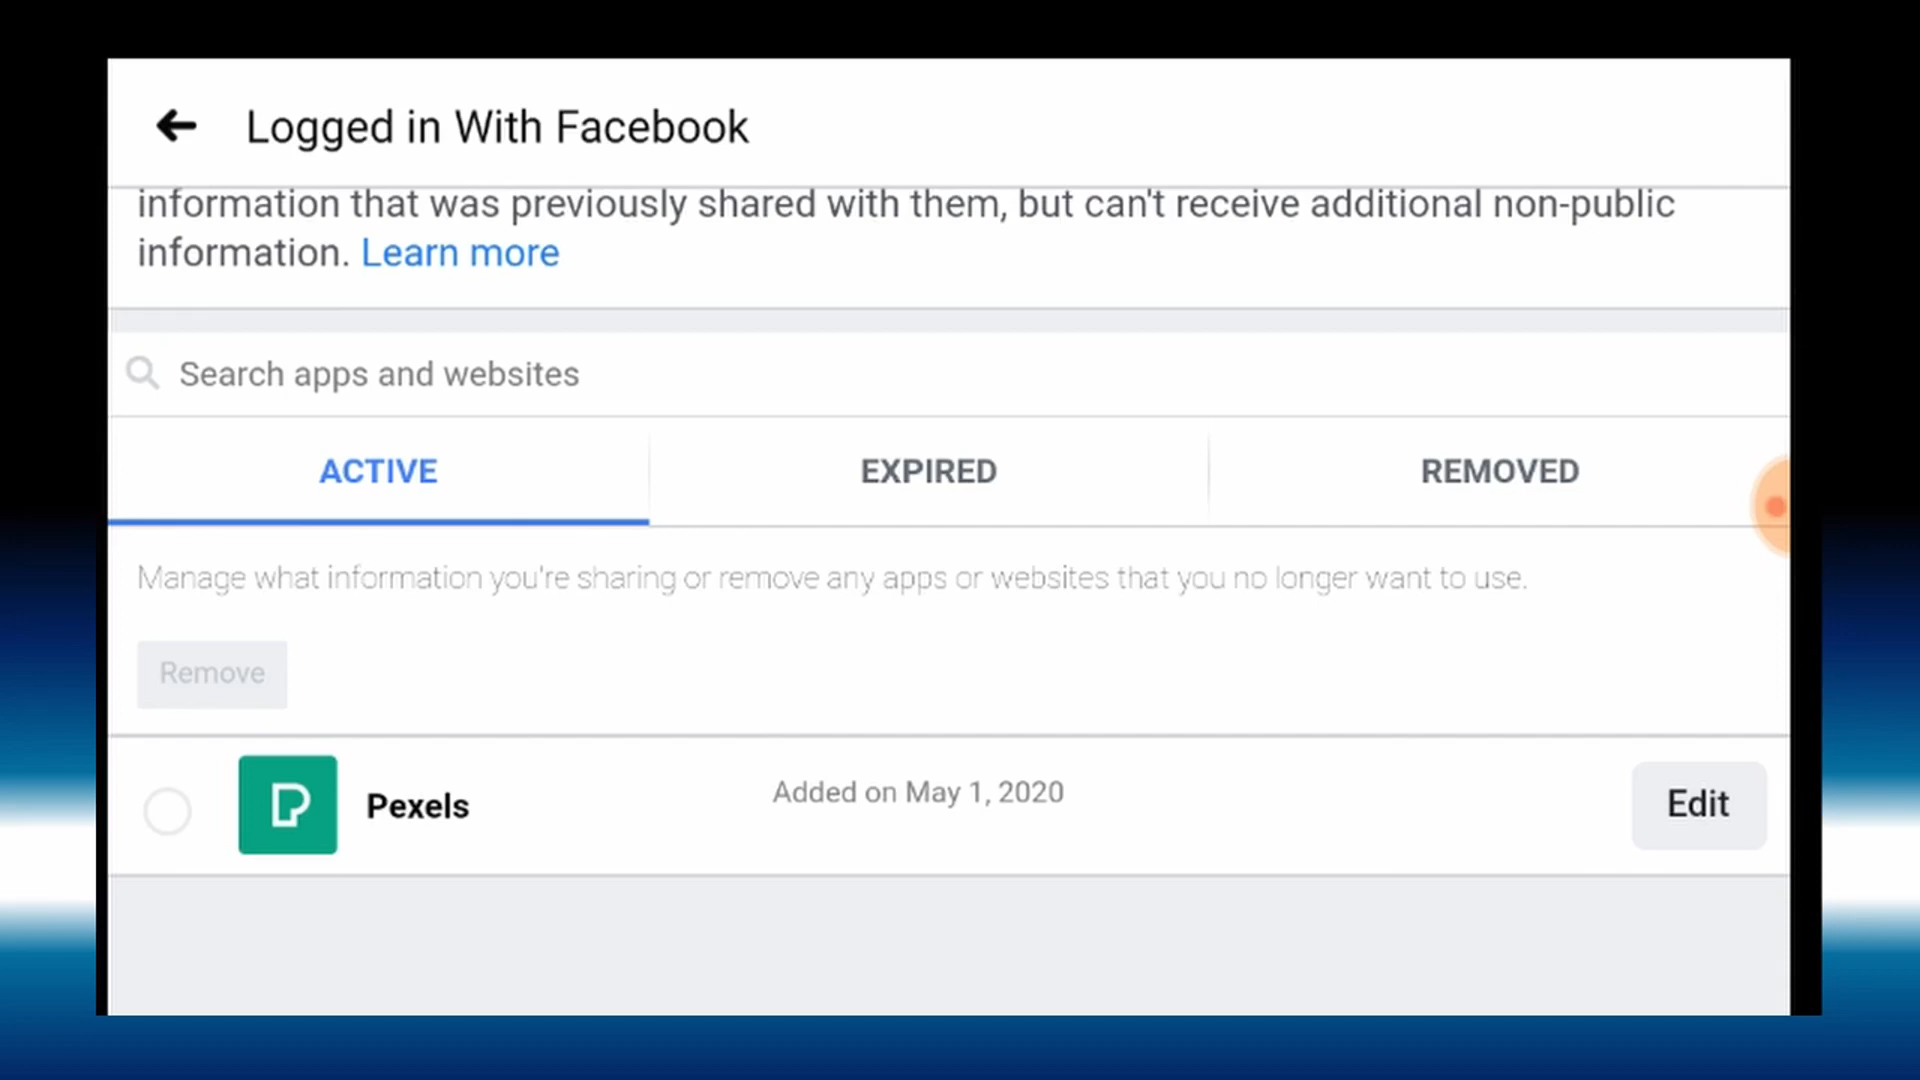 Logged in With Facebook
information that was previously shared with them, but can't receive additional non-public
information. Learn more
Search apps and websites
ACTIVE EXPIRED REMOVED
Manage what information you're sharing or remove any apps or websites that you no longer want to use.
Remove
Pexels Added on May 1, 2020 Edit